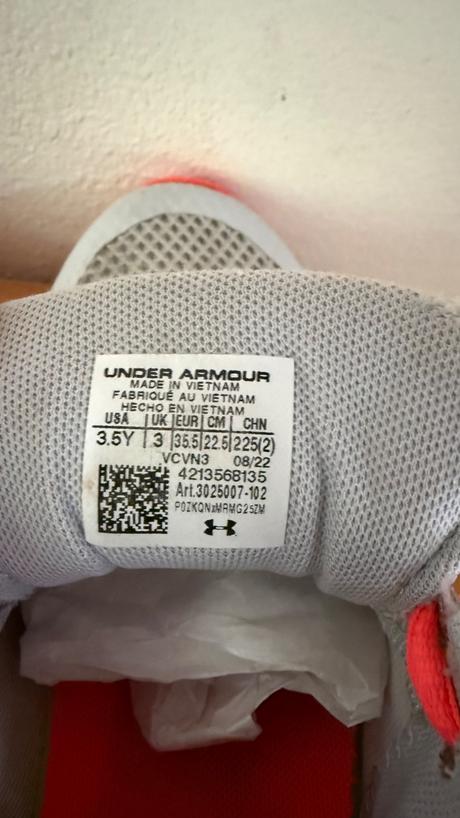 UNDER ARMOUR
MADE IN VIETNAM
FABRIQUÉ AU VIETNAM
HECHO EN VIETNAM
USA UK EUR CM CHN
3.5Y 3 35.5 22.5 225(2)
VCVN3 08/22
4213568135
Art.3025007-102
P0ZKQNxMRMG25ZM